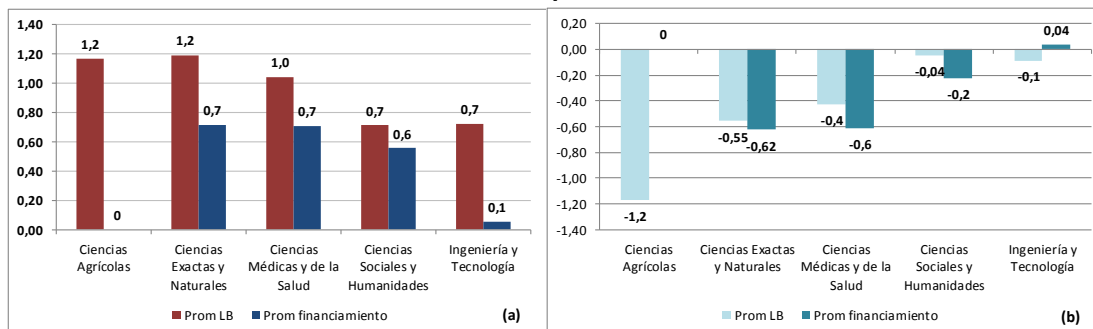 1,40
1,20
1,00
0,80
0,60
0,40
0,20
0,00
1,2
0
1,2
0,7
1,0
0,7
0,7
0,6
0,7
0,1
Ciencias
Agrícolas
Ciencias
Exactas y
Naturales
Ciencias
Médicas y de la
Salud
Ciencias
Sociales y
Humanidades
Ingeniería y
Tecnología
Prom LB
Prom financiamiento
(a)
0,20
0,00
-0,20
-0,40
-0,60
-0,80
-1,00
-1,20
-1,40
-1,2
0
-0,55
-0,62
-0,4
-0,6
-0,04
-0,2
-0,1
0,04
Ciencias
Agrícolas
Ciencias Exactas
y Naturales
Ciencias
Médicas y de la
Salud
Ciencias
Sociales y
Humanidades
Ingeniería y
Tecnología
Prom LB
Prom financiamiento
(b)